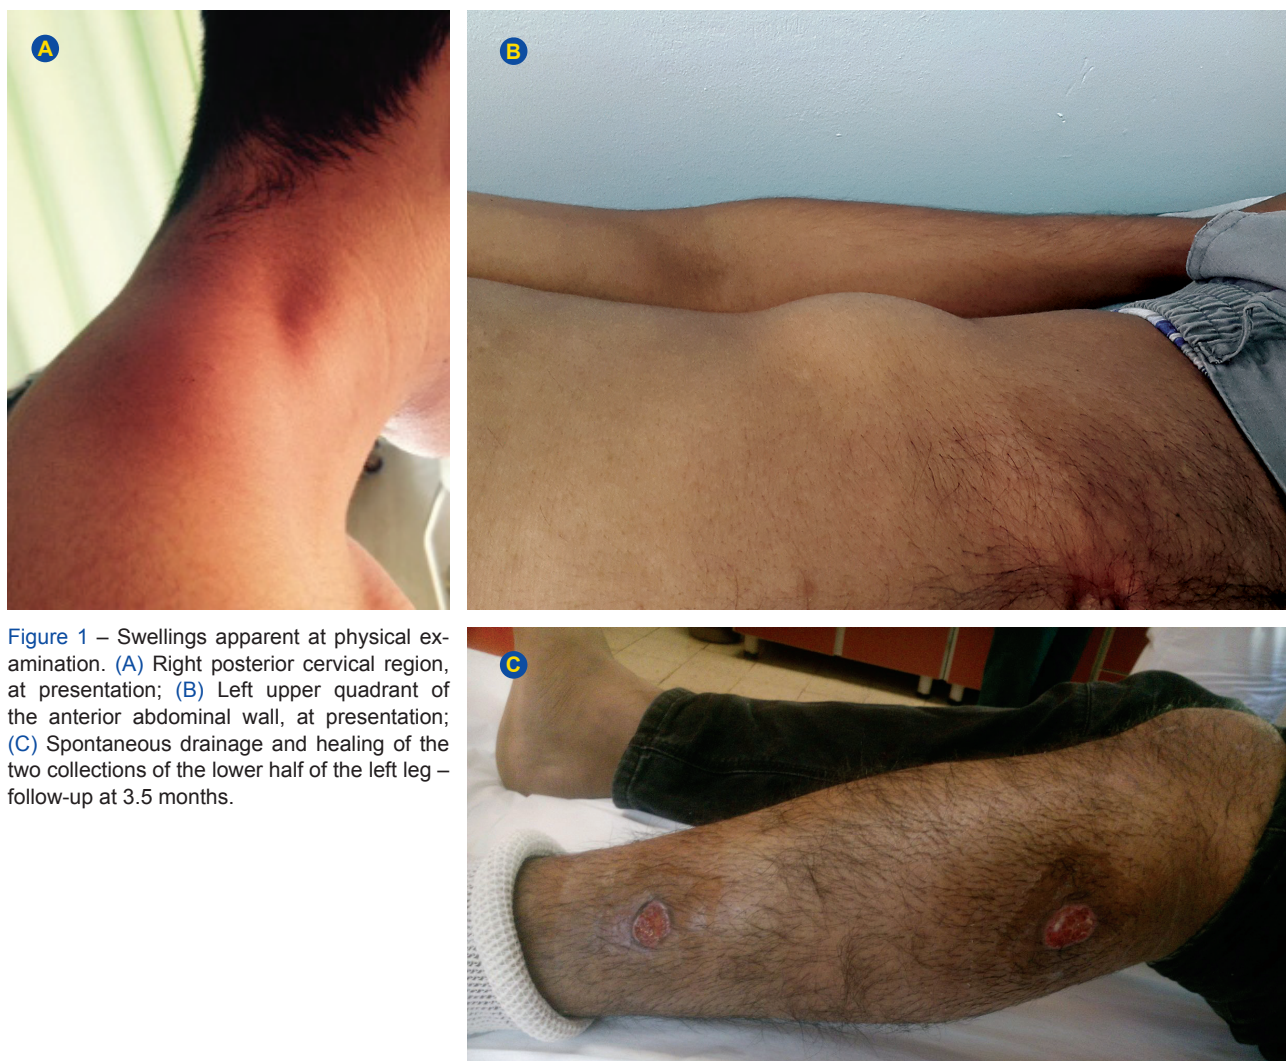 A
B
Figure 1 – Swellings apparent at physical ex-
amination. (A) Right posterior cervical region,
at presentation; (B) Left upper quadrant of
the anterior abdominal wall, at presentation;
(C) Spontaneous drainage and healing of the
two collections of the lower half of the left leg –
follow-up at 3.5 months.
C